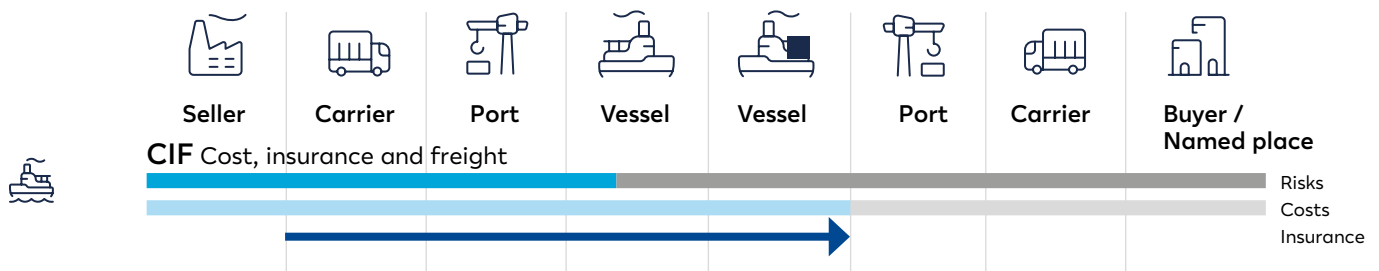 Seller
Carrier
Port
Vessel
Vessel
Port
Carrier
Buyer /
Named place
CIF Cost, insurance and freight
Risks
Costs
Insurance